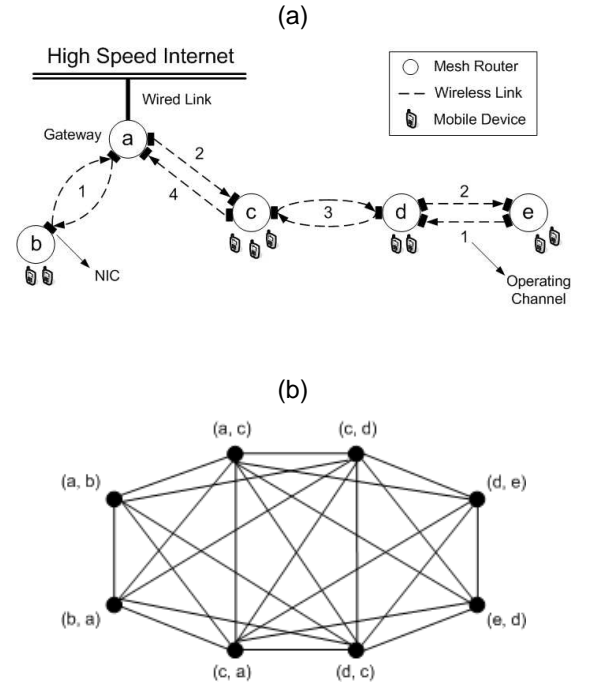 (a)
High Speed Internet
Wired Link
Gateway
a
Mesh Router
Wireless Link
Mobile Device
2
1
4
c
3
d
2
e
1
b
NIC
Operating
Channel
(b)
(a, c)
(c, d)
(a, b)
(d, e)
(b, a)
(e, d)
(c, a)
(d, c)